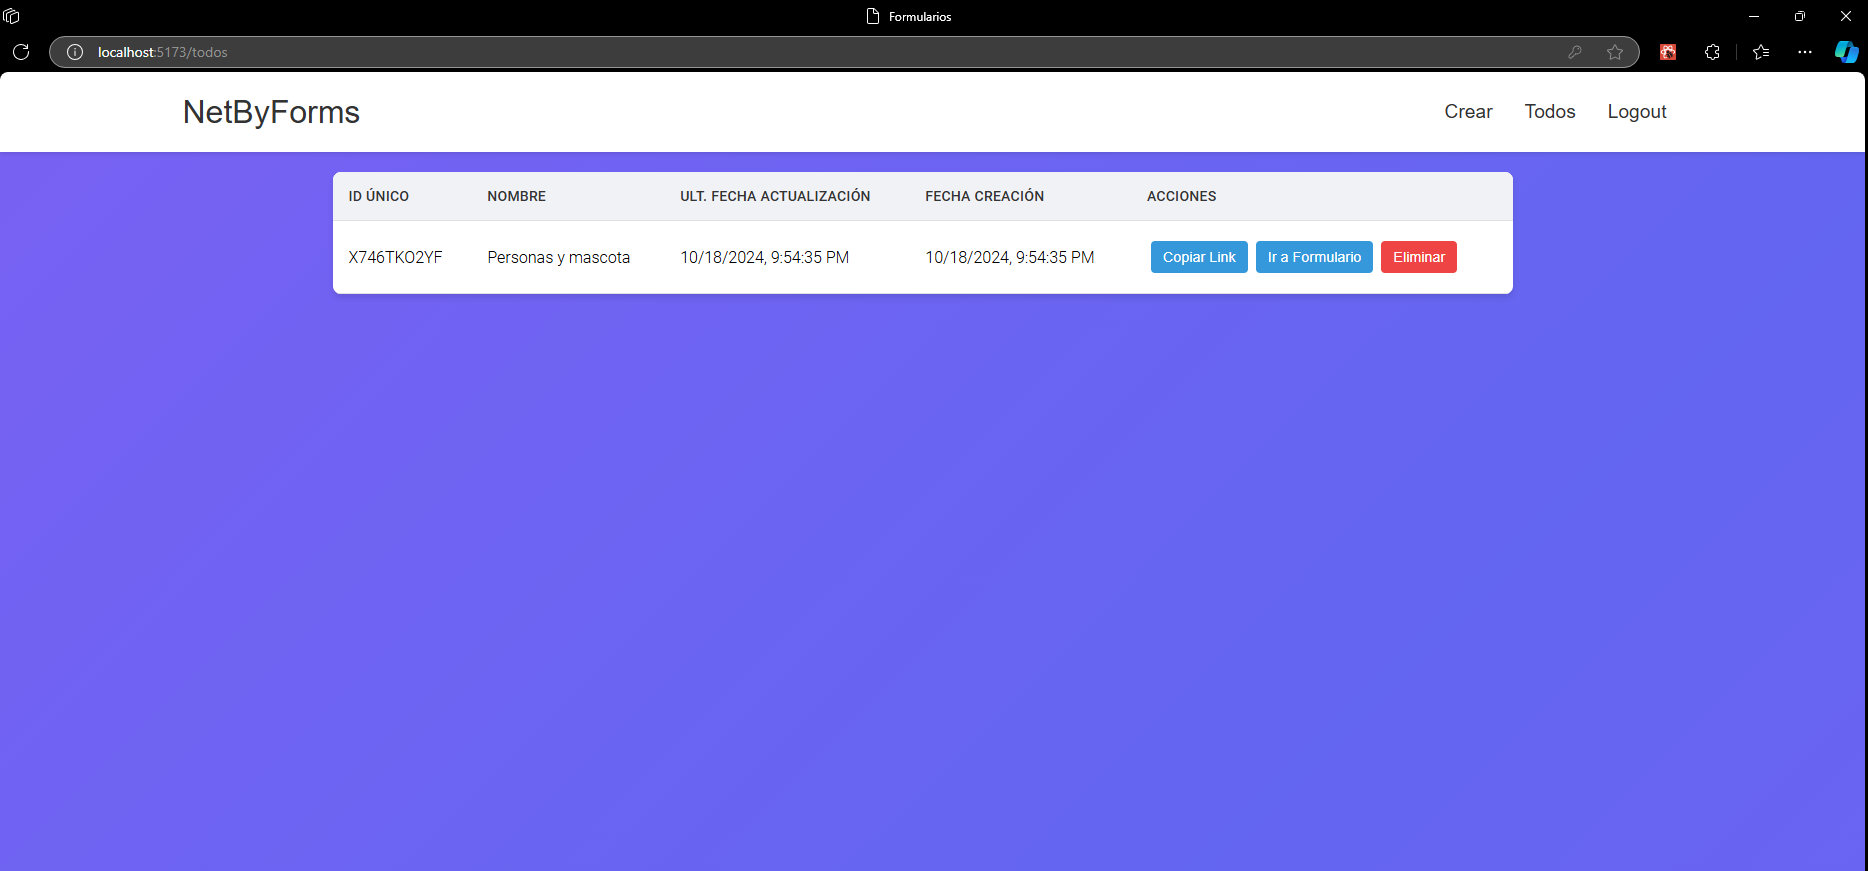 Formularios
localhost:5173/todos
NetByForms
Crear Todos Logout
ID ÚNICO NOMBRE ULT. FECHA ACTUALIZACIÓN FECHA CREACIÓN ACCIONES
X746TKO2YF Personas y mascota 10/18/2024, 9:54:35 PM 10/18/2024, 9:54:35 PM Copiar Link Ir a Formulario Eliminar